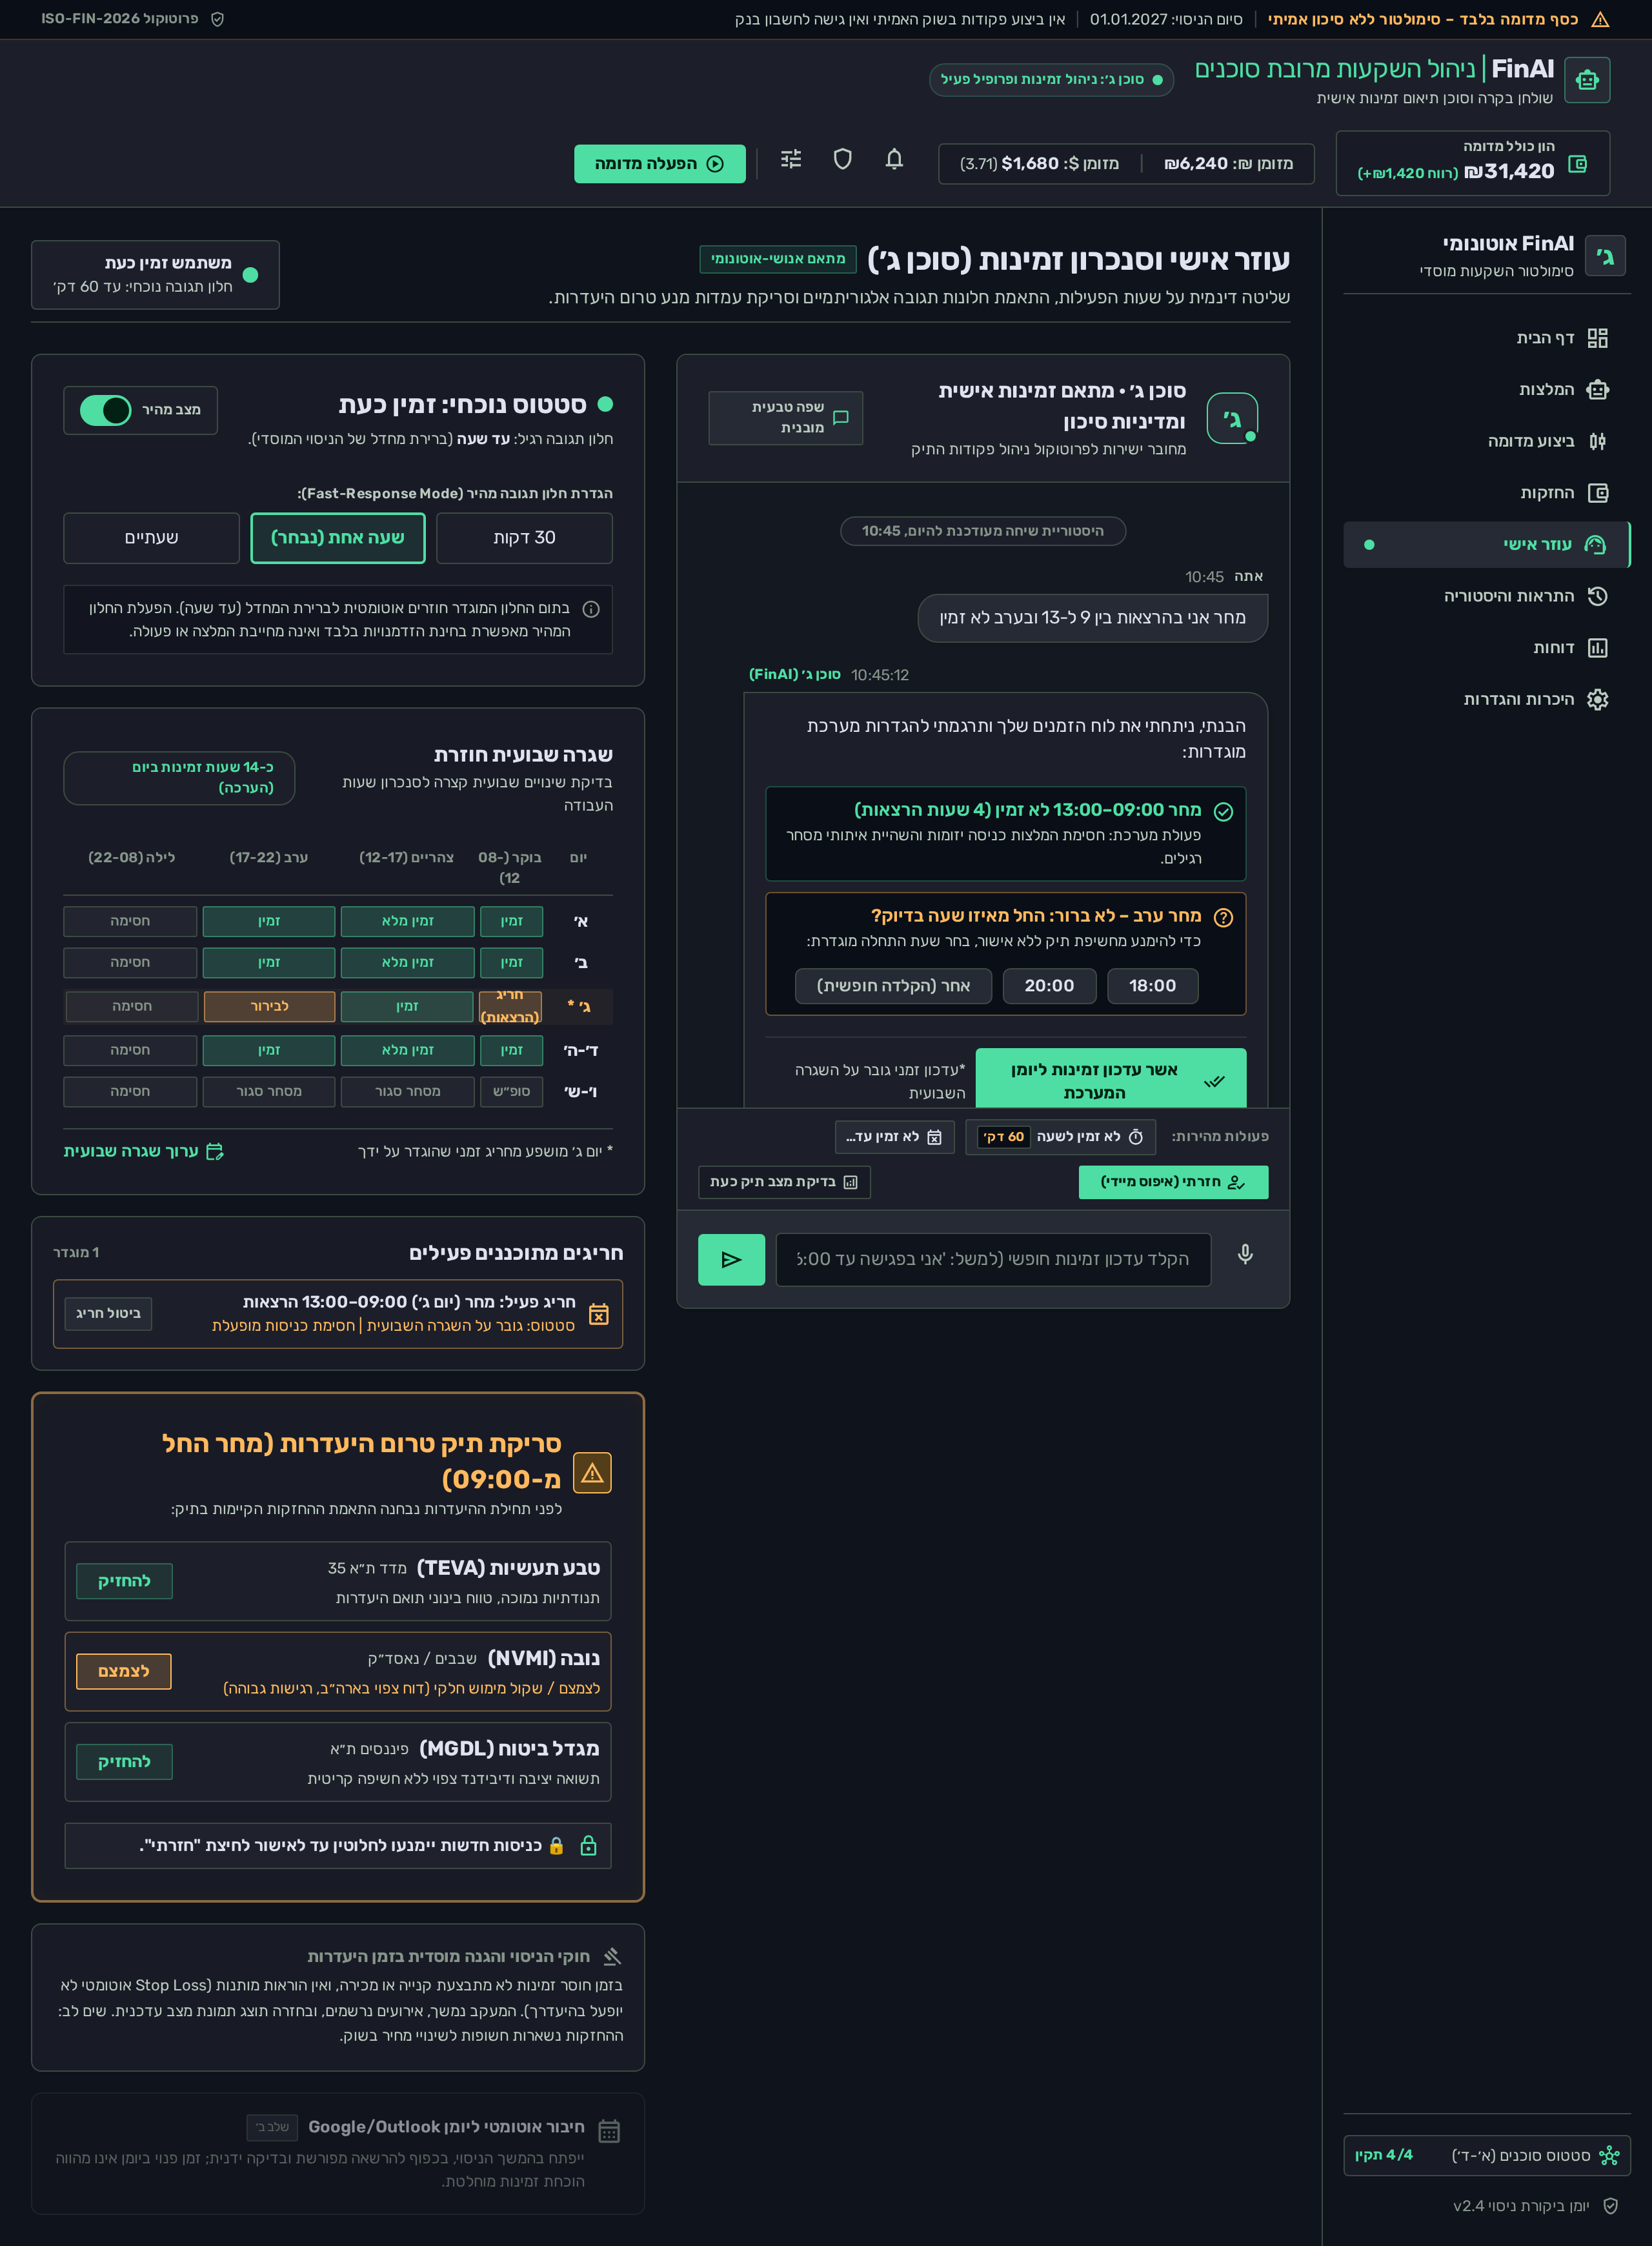 כסף מדומה בלבד – סימולטור ללא סיכון אמיתי | סיום הניסוי: 01.01.2027 | אין ביצוע פקודות בשוק האמיתי ואין גישה לחשבון בנק
פרוטוקול ISO-FIN-2026
FinAI | ניהול השקעות מרובת סוכנים
שולחן בקרה וסוכן תיאום זמינות אישית
סוכן ג׳: ניהול זמינות ופרופיל פעיל
הון כולל מדומה
₪31,420 (רווח ₪1,420+)
מזומן ₪: ₪6,240 | מזומן $: $1,680 (3.71)
הפעלה מדומה
ג׳
FinAI אוטונומי
סימולטור השקעות מוסדי
דף הבית
המלצות
ביצוע מדומה
החזקות
עוזר אישי
התראות והיסטוריה
דוחות
היכרות והגדרות
סטטוס סוכנים (א׳-ד׳) 4/4 תקין
יומן ביקורת ניסוי v2.4
עוזר אישי וסנכרון זמינות (סוכן ג׳) מתאם אנושי-אוטונומי
שליטה דינמית על שעות הפעילות, התאמת חלונות תגובה אלגוריתמיים וסריקת עמדות מנע טרום היעדרות.
משתמש זמין כעת
חלון תגובה נוכחי: עד 60 דק׳
ג׳
סוכן ג׳ • מתאם זמינות אישית
ומדיניות סיכון
מחובר ישירות לפרוטוקול ניהול פקודות התיק
שפה טבעית
מובנית
היסטוריית שיחה מעודכנת להיום, 10:45
אתה 10:45
מחר אני בהרצאות בין 9 ל-13 ובערב לא זמין
סוכן ג׳ (FinAI) 10:45:12
הבנתי, ניתחתי את לוח הזמנים שלך ותרגמתי להגדרות מערכת
מוגדרות:
מחר 09:00–13:00 לא זמין (4 שעות הרצאות)
פעולת מערכת: חסימת המלצות כניסה יזומות והשהיית איתותי מסחר
רגילים.
מחר ערב – לא ברור: החל מאיזו שעה בדיוק?
כדי להימנע מחשיפת תיק ללא אישור, בחר שעת התחלה מוגדרת:
18:00
20:00
אחר (הקלדה חופשית)
אשר עדכון זמינות ליומן
המערכת
*עדכון זמני גובר על השגרה
השבועית
פעולות מהירות:
לא זמין לשעה 60 דק׳
לא זמין עד...
חזרתי (איפוס מיידי)
בדיקת מצב תיק כעת
הקלד עדכון זמינות חופשי (למשל: 'אני בפגישה עד
סטטוס נוכחי: זמין כעת
חלון תגובה רגיל: עד שעה (ברירת מחדל של הניסוי המוסדי).
מצב מהיר
הגדרת חלון תגובה מהיר (Fast-Response Mode):
30 דקות
שעה אחת (נבחר)
שעתיים
בתום החלון המוגדר חוזרים אוטומטית לברירת המחדל (עד שעה). הפעלת החלון
המהיר מאפשרת בחינת הזדמנויות בלבד ואינה מחייבת המלצה או פעולה.
שגרה שבועית חוזרת
בדיקת שינויים שבועית קצרה לסנכרון שעות
העבודה
כ-14 שעות זמינות ביום
(הערכה)
יום בוקר (08-12) צהריים (12-17) ערב (17-22) לילה (22-08)
א׳ זמין זמין מלא זמין חסימה
ב׳ זמין זמין מלא זמין חסימה
ג׳ * חריג (הרצאות) זמין לבירור חסימה
ד׳-ה׳ זמין זמין מלא זמין חסימה
ו׳-ש׳ סופ״ש מסחר סגור מסחר סגור חסימה
* יום ג׳ מושפע מחריג זמני שהוגדר על ידך
ערוך שגרה שבועית
חריגים מתוכננים פעילים
1 מוגדר
חריג פעיל: מחר (יום ג׳) 09:00–13:00 הרצאות
סטטוס: גובר על השגרה השבועית | חסימת כניסות מופעלת
ביטול חריג
סריקת תיק טרום היעדרות (מחר החל
מ-09:00)
לפני תחילת ההיעדרות נבחנה התאמת ההחזקות הקיימות בתיק:
טבע תעשיות (TEVA) מדד ת״א 35
תנודתיות נמוכה, טווח בינוני תואם היעדרות
להחזיק
נובה (NVMI) שבבים / נאסד״ק
לצמצם / שקול מימוש חלקי (דוח צפוי בארה״ב, רגישות גבוהה)
לצמצם
מגדל ביטוח (MGDL) פיננסים ת״א
תשואה יציבה ודיבידנד צפוי ללא חשיפה קריטית
להחזיק
🔒 כניסות חדשות יימנעו לחלוטין עד לאישור לחיצת "חזרתי".
חוקי הניסוי והגנה מוסדית בזמן היעדרות
בזמן חוסר זמינות לא מתבצעת קנייה או מכירה, ואין הוראות מותנות (Stop Loss אוטומטי לא
יופעל בהיעדרך). המעקב נמשך, אירועים נרשמים, ובחזרה תוצג תמונת מצב עדכנית. שים לב:
ההחזקות נשארות חשופות לשינויי מחיר בשוק.
חיבור אוטומטי ליומן Google/Outlook שלב ב׳
ייפתח בהמשך הניסוי, בכפוף להרשאה מפורשת ובדיקה ידנית; זמן פנוי ביומן אינו מהווה
הוכחת זמינות מוחלטת.